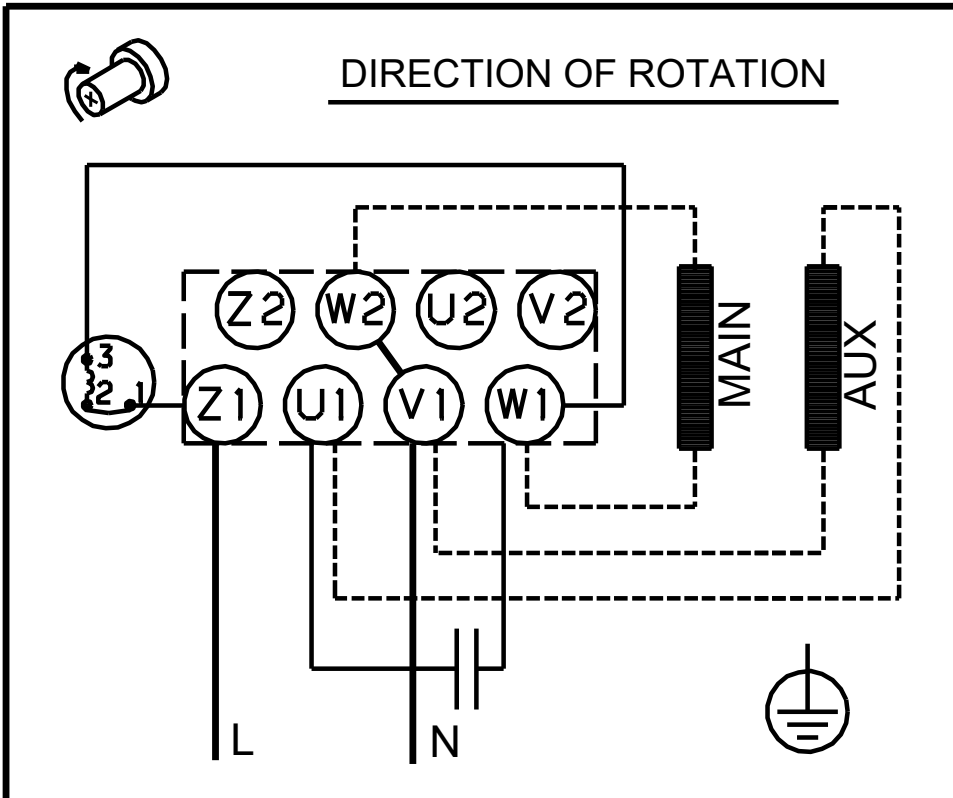 DIRECTION OF ROTATION
Z2 W2 U2 V2
3
2 1
Z1 U1 V1 W1
MAIN
AUX
L
N